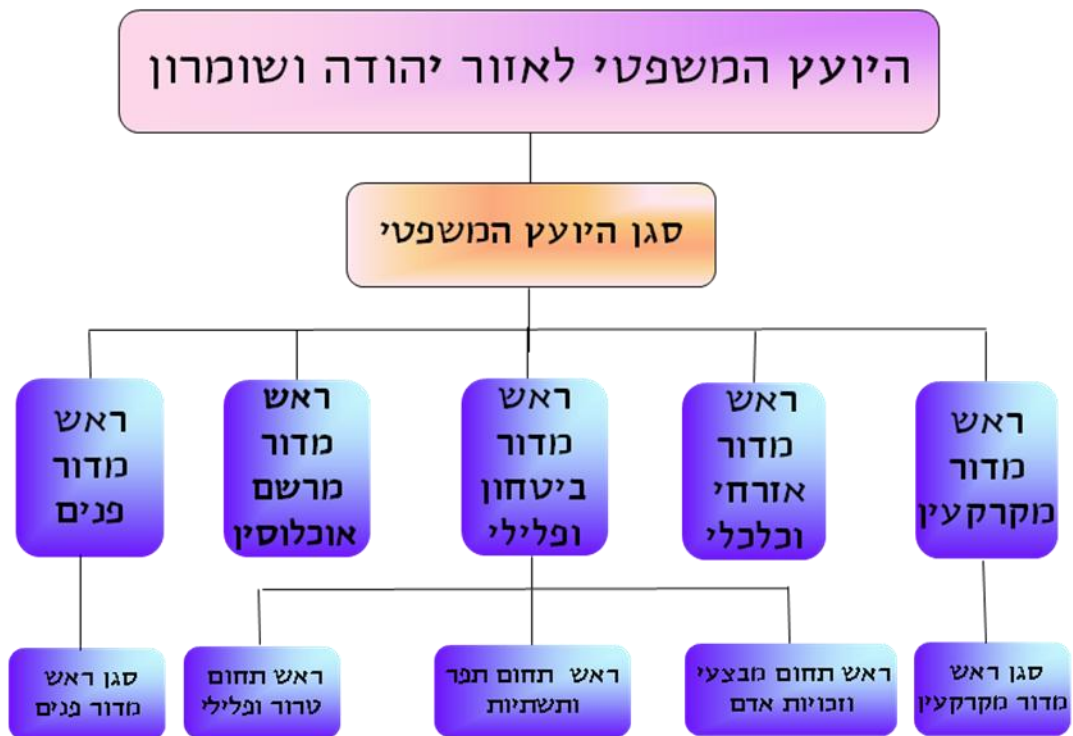 היועץ המשפטי לאזור יהודה ושומרון
סגן היועץ המשפטי
ראש
מדור
מקרקעין
ראש
מדור
אזרחי
וכלכלי
ראש
מדור
ביטחון
ופלילי
ראש
מדור
מרשם
אוכלוסין
ראש
מדור
פנים
סגן ראש
מדור מקרקעין
ראש תחום מבצעי
וזכויות אדם
ראש תחום תפר
ותשתיות
ראש תחום
טרור ופלילי
סגן ראש
מדור פנים